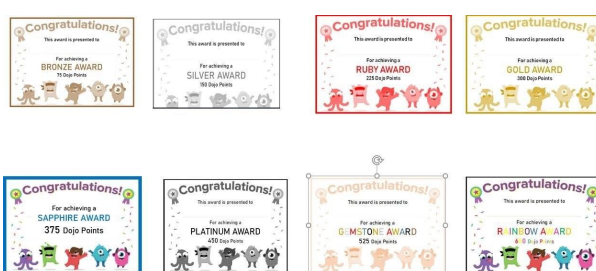 Congratulations!
This award is presented to
For achieving a
BRONZE AWARD
75 Dojo Points
Congratulations!
This award is presented to
For achieving a
SILVER AWARD
150 Dojo Points
Congratulations!
This award is presented to
For achieving a
RUBY AWARD
225 Dojo Points
Congratulations!
This award is presented to
For achieving a
GOLD AWARD
300 Dojo Points
Congratulations!
For achieving a
SAPPHIRE AWARD
375 Dojo Points
Congratulations!
This award is presented to
For achieving a
PLATINUM AWARD
450 Dojo Points
Congratulations!
This award is presented to
For achieving a
GEMSTONE AWARD
525 Dojo Points
Congratulations!
This award is presented to
For achieving a
RAINBOW AWARD
600 Dojo Points